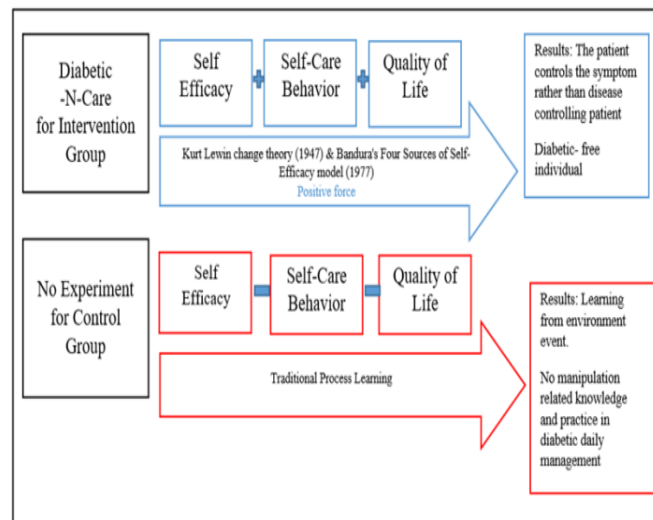 Diabetic
-N-Care
for Intervention
Group
Self
Efficacy
Self-Care
Behavior
Quality of
Life
Kurt Lewin change theory (1947) & Bandura's Four Sources of Self-
Efficacy model (1977)
Positive force
Results: The patient
controls the symptom
rather than disease
controlling patient
Diabetic- free
individual
No Experiment
for Control
Group
Self
Efficacy
Self-Care
Behavior
Quality of
Life
Traditional Process Learning
Results: Learning
from environment
event.
No manipulation
related knowledge
and practice in
diabetic daily
management